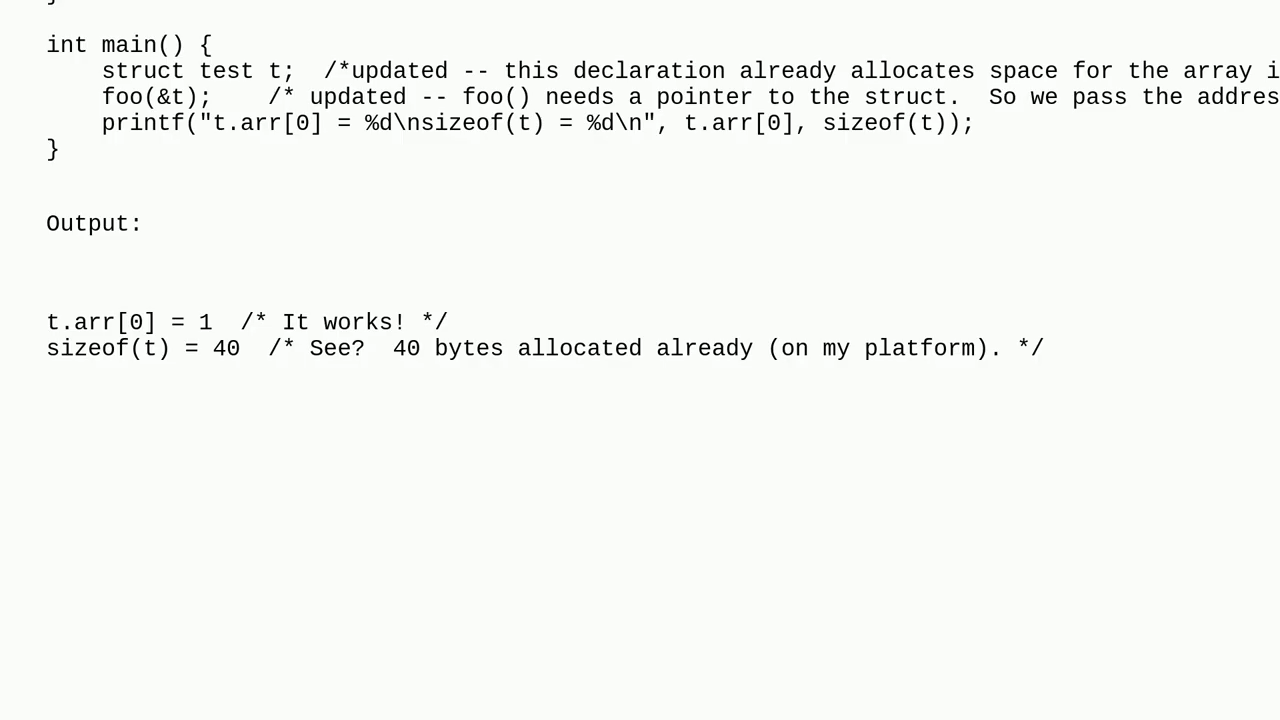 }
int main() {
    struct test t;  /*updated -- this declaration already allocates space for the array i
    foo(&t);    /* updated -- foo() needs a pointer to the struct.  So we pass the addres
    printf("t.arr[0] = %d\nsizeof(t) = %d\n", t.arr[0], sizeof(t));
}
Output:
t.arr[0] = 1  /* It works! */
sizeof(t) = 40  /* See?  40 bytes allocated already (on my platform). */